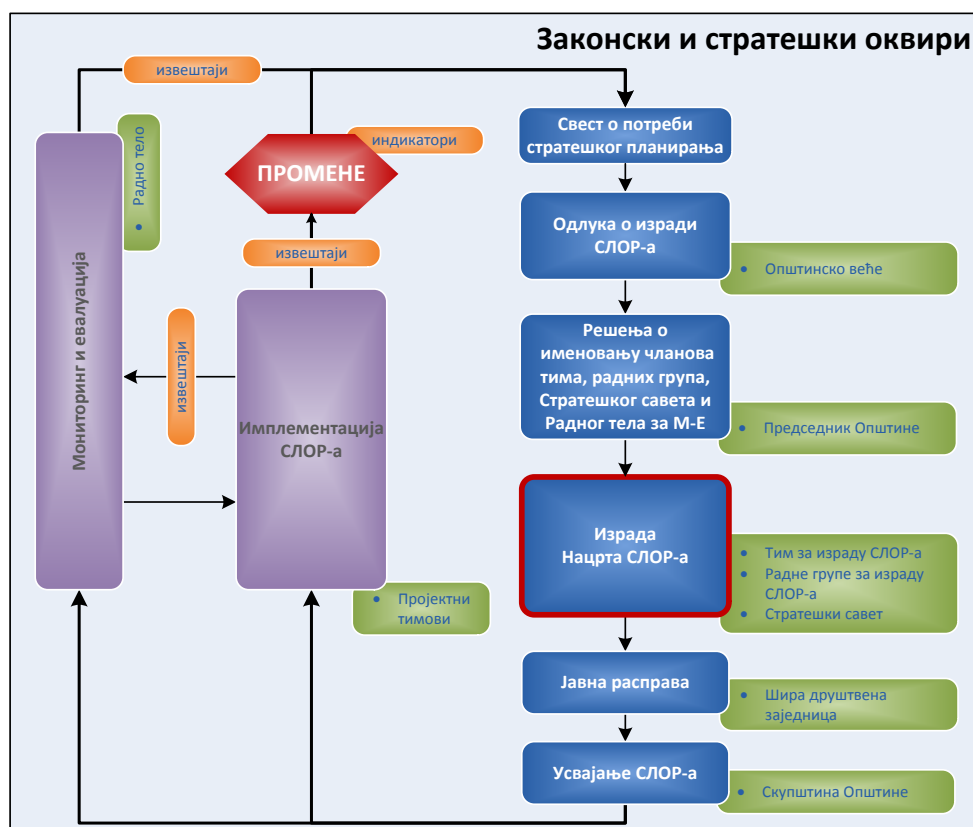 Законски и стратешки оквири
извештаји
Радно тело
индикатори
ПРОМЕНЕ
извештаји
Мониторинг и евалуација
извештаји
Имплементација
СЛОР-а
Пројектни
тимови
Свест о потреби
стратешког планирања
Одлука о изради
СЛОР-а
Општинско веће
Решења о
именовању чланова
тима, радних група,
Стратешког савета и
Радног тела за М-Е
Председник Општине
Израда
Нацрта СЛОР-а
Тим за израду СЛОР-а
Радне групе за израду
СЛОР-а
Стратешки савет
Јавна расправа
Шира друштвена
заједница
Усвајање СЛОР-а
Скупштина Општине